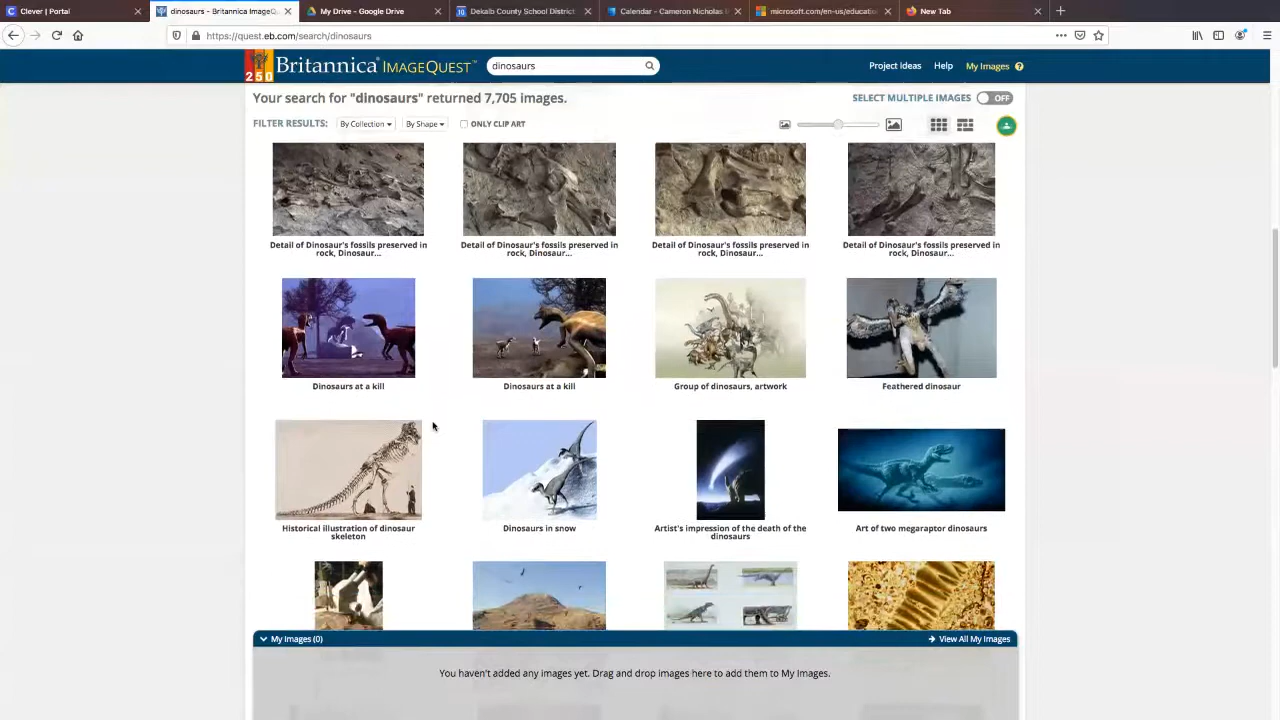 Clever | Portal
dinosaurs - Britannica ImageQ
My Drive - Google Drive
Dekalb County School District
Calendar - Cameron Nicholas
microsoft.com/en-us/educatio
New Tab
https://quest.eb.com/search/dinosaurs
250 Britannica® IMAGEQUEST™
dinosaurs
Project Ideas
Help
My Images
Your search for "dinosaurs" returned 7,705 images.
SELECT MULTIPLE IMAGES OFF
FILTER RESULTS:
By Collection
By Shape
ONLY CLIP ART
Detail of Dinosaur's fossils preserved in
rock, Dinosaur...
Detail of Dinosaur's fossils preserved in
rock, Dinosaur...
Detail of Dinosaur's fossils preserved in
rock, Dinosaur...
Detail of Dinosaur's fossils preserved in
rock, Dinosaur...
Dinosaurs at a kill
Dinosaurs at a kill
Group of dinosaurs, artwork
Feathered dinosaur
Historical illustration of dinosaur
skeleton
Dinosaurs in snow
Artist's impression of the death of the
dinosaurs
Art of two megaraptor dinosaurs
My Images (0)
View All My Images
You haven't added any images yet. Drag and drop images here to add them to My Images.